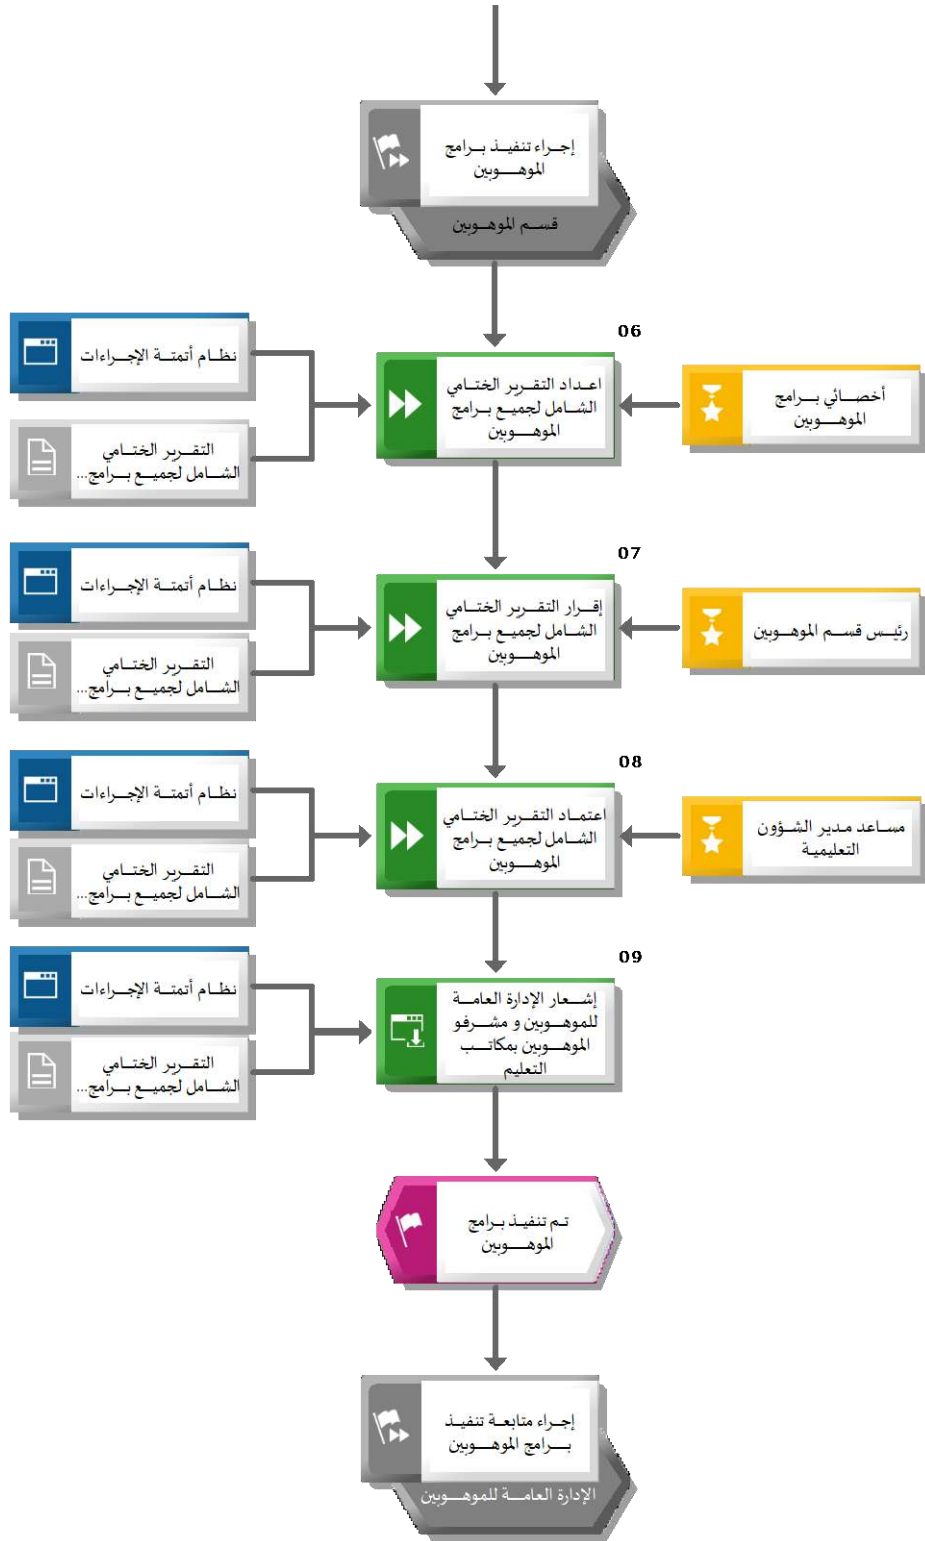 إجراء تنفيذ برامج
الموهوبين
قسم الموهوبين
06
أخصائي برامج
الموهوبين
اعداد التقرير الختامي
الشامل لجميع برامج
الموهوبين
نظام أتمتة الإجراءات
التقرير الختامي
الشامل لجميع برامج...
07
رئيس قسم الموهوبين
إقرار التقرير الختامي
الشامل لجميع برامج
الموهوبين
نظام أتمتة الإجراءات
التقرير الختامي
الشامل لجميع برامج...
08
مساعد مدير الشؤون
التعليمية
اعتماد التقرير الختامي
الشامل لجميع برامج
الموهوبين
نظام أتمتة الإجراءات
التقرير الختامي
الشامل لجميع برامج...
09
إشعار الإدارة العامة
للموهوبين و مشرفو
الموهوبين بمكاتب
التعليم
نظام أتمتة الإجراءات
التقرير الختامي
الشامل لجميع برامج...
تم تنفيذ برامج
الموهوبين
إجراء متابعة تنفيذ
برامج الموهوبين
الإدارة العامة للموهوبين